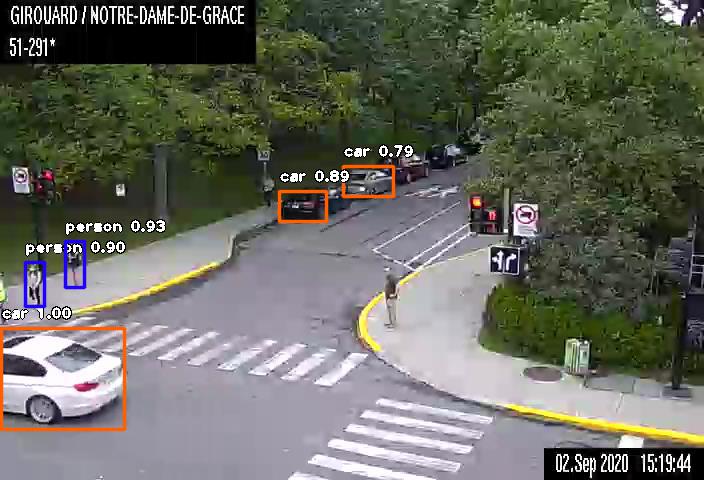 GIROUARD / NOTRE-DAME-DE-GRACE
51-291*
car 0.79
car 0.89
person 0.93
person 0.90
car 1.00
02.Sep 2020 15:19:44